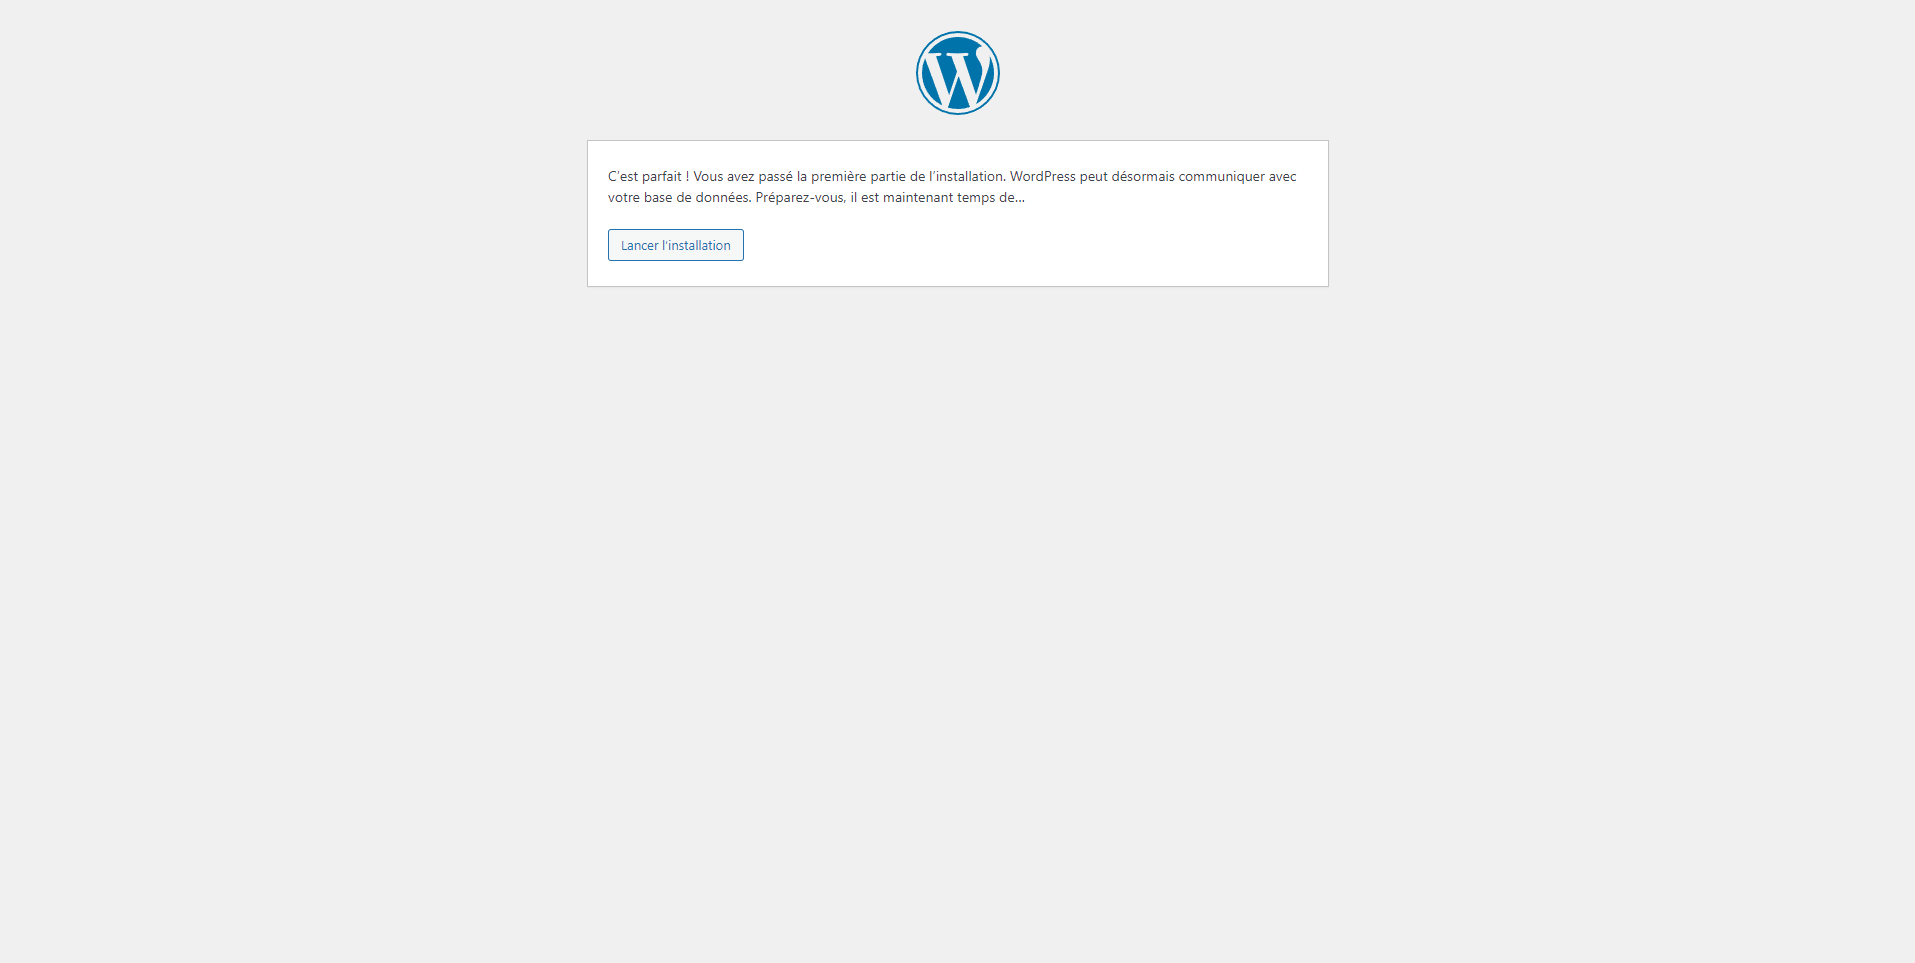 C’est parfait ! Vous avez passé la première partie de l’installation. WordPress peut désormais communiquer avec
votre base de données. Préparez-vous, il est maintenant temps de…
Lancer l’installation